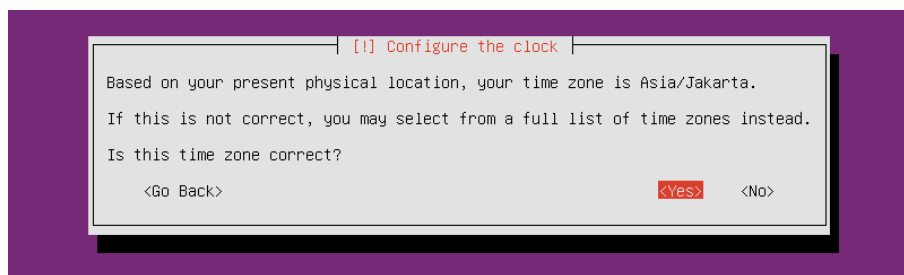 [!] Configure the clock
Based on your present physical location, your time zone is Asia/Jakarta.
If this is not correct, you may select from a full list of time zones instead.
Is this time zone correct?
<Go Back> <Yes> <No>